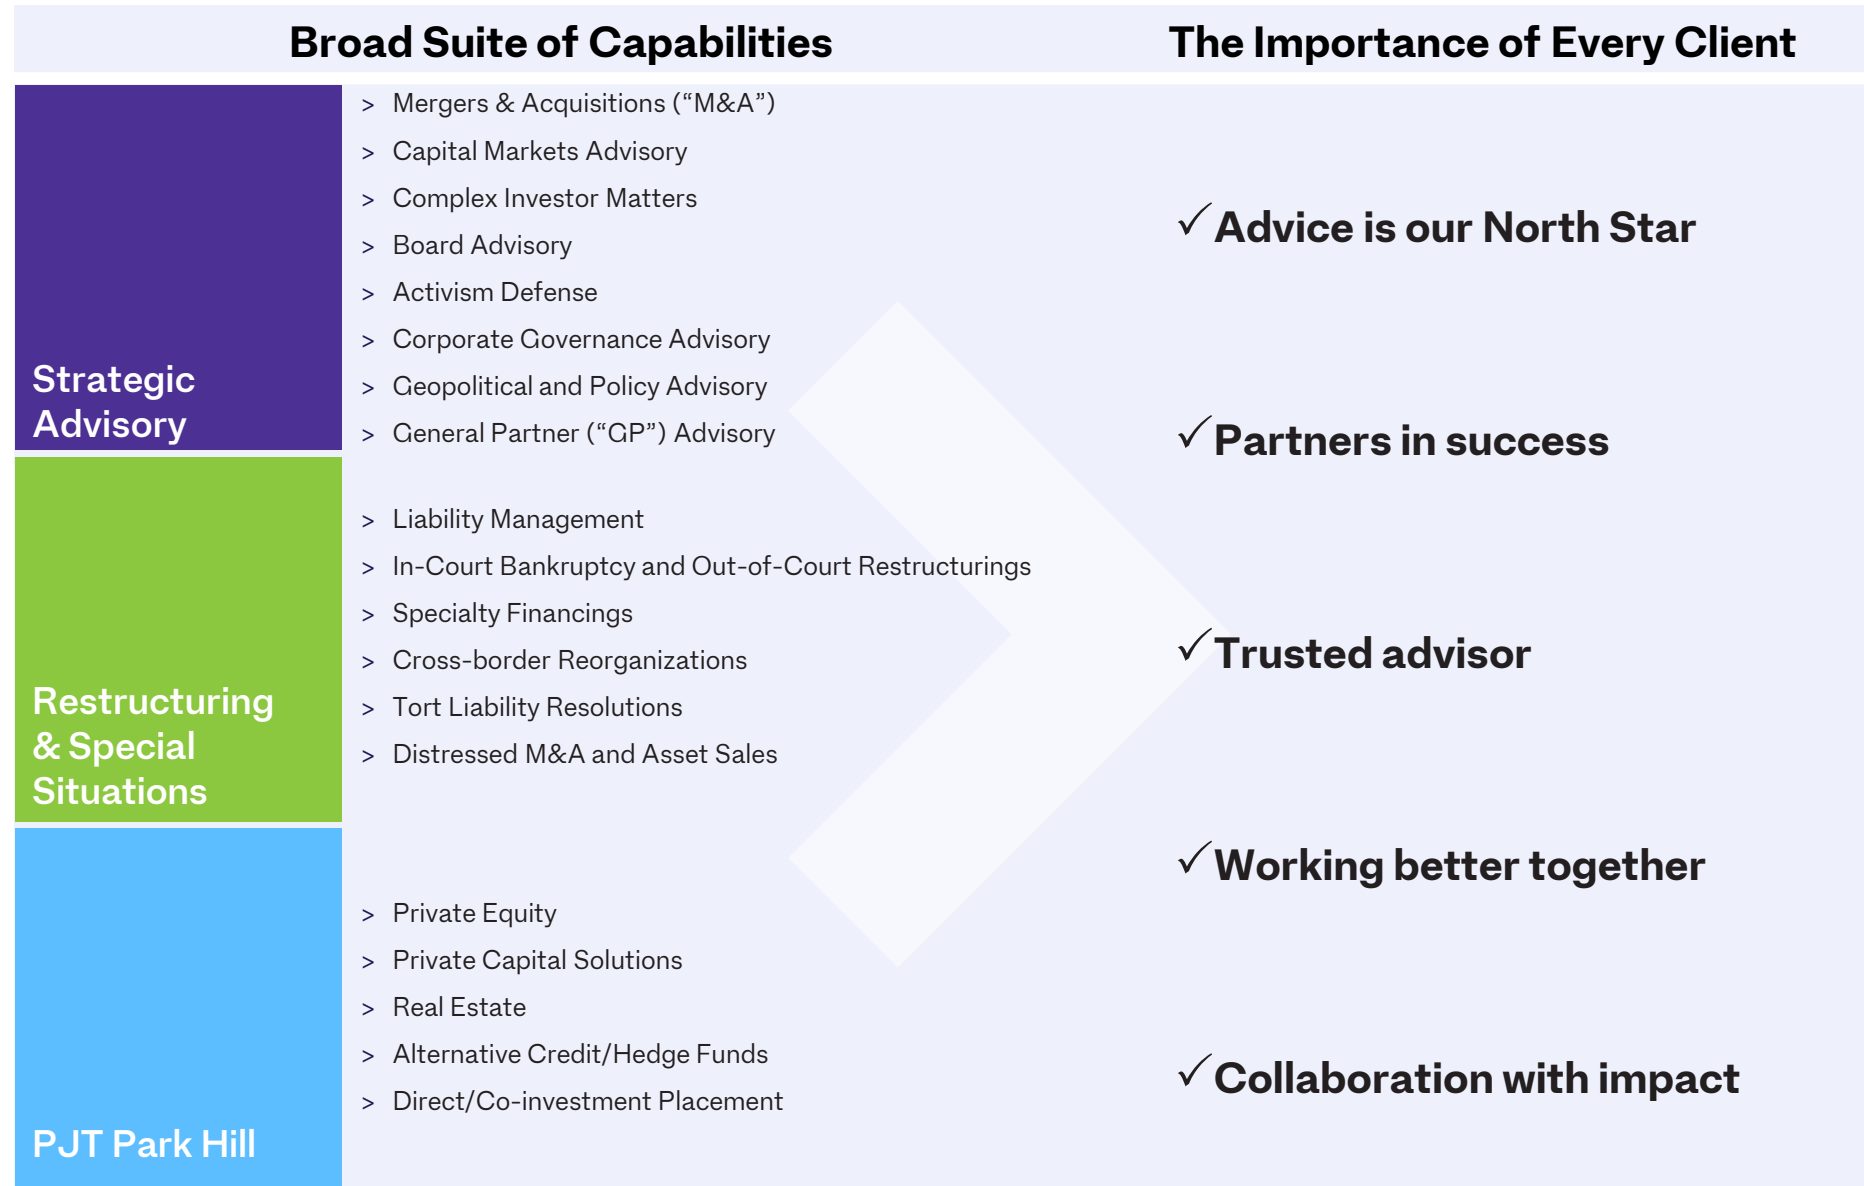 Broad Suite of Capabilities
The Importance of Every Client
Strategic
Advisory
> Mergers & Acquisitions (“M&A”)
> Capital Markets Advisory
> Complex Investor Matters
> Board Advisory
> Activism Defense
> Corporate Governance Advisory
> Geopolitical and Policy Advisory
> General Partner (“GP”) Advisory
Restructuring
& Special
Situations
> Liability Management
> In-Court Bankruptcy and Out-of-Court Restructurings
> Specialty Financings
> Cross-border Reorganizations
> Tort Liability Resolutions
> Distressed M&A and Asset Sales
PJT Park Hill
> Private Equity
> Private Capital Solutions
> Real Estate
> Alternative Credit/Hedge Funds
> Direct/Co-investment Placement
✓Advice is our North Star
✓Partners in success
✓Trusted advisor
✓Working better together
✓Collaboration with impact